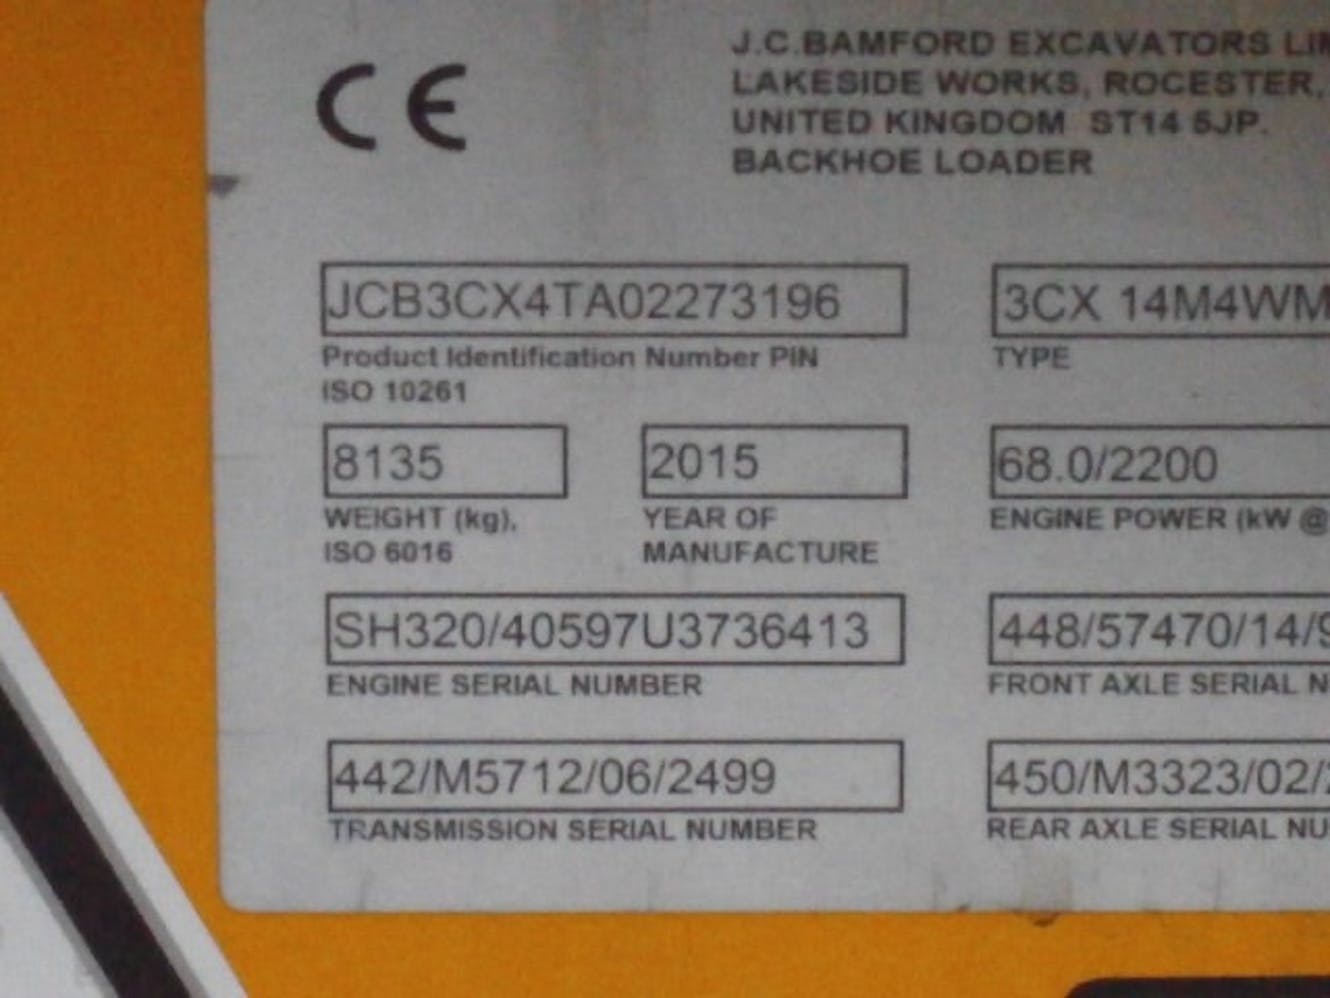 CE
J.C.BAMFORD EXCAVATORS
LAKESIDE WORKS, ROCESTER,
UNITED KINGDOM ST14 5JP.
BACKHOE LOADER
JCB3CX4TA02273196 3CX 14M4WM
Product Identification Number PIN TYPE
ISO 10261
8135 2015 68.0/2200
WEIGHT (kg), YEAR OF ENGINE POWER (kW @
ISO 6016 MANUFACTURE
SH320/40597U3736413 448/57470/14/
ENGINE SERIAL NUMBER FRONT AXLE SERIAL
442/M5712/06/2499 450/M3323/02/
TRANSMISSION SERIAL NUMBER REAR AXLE SERIAL